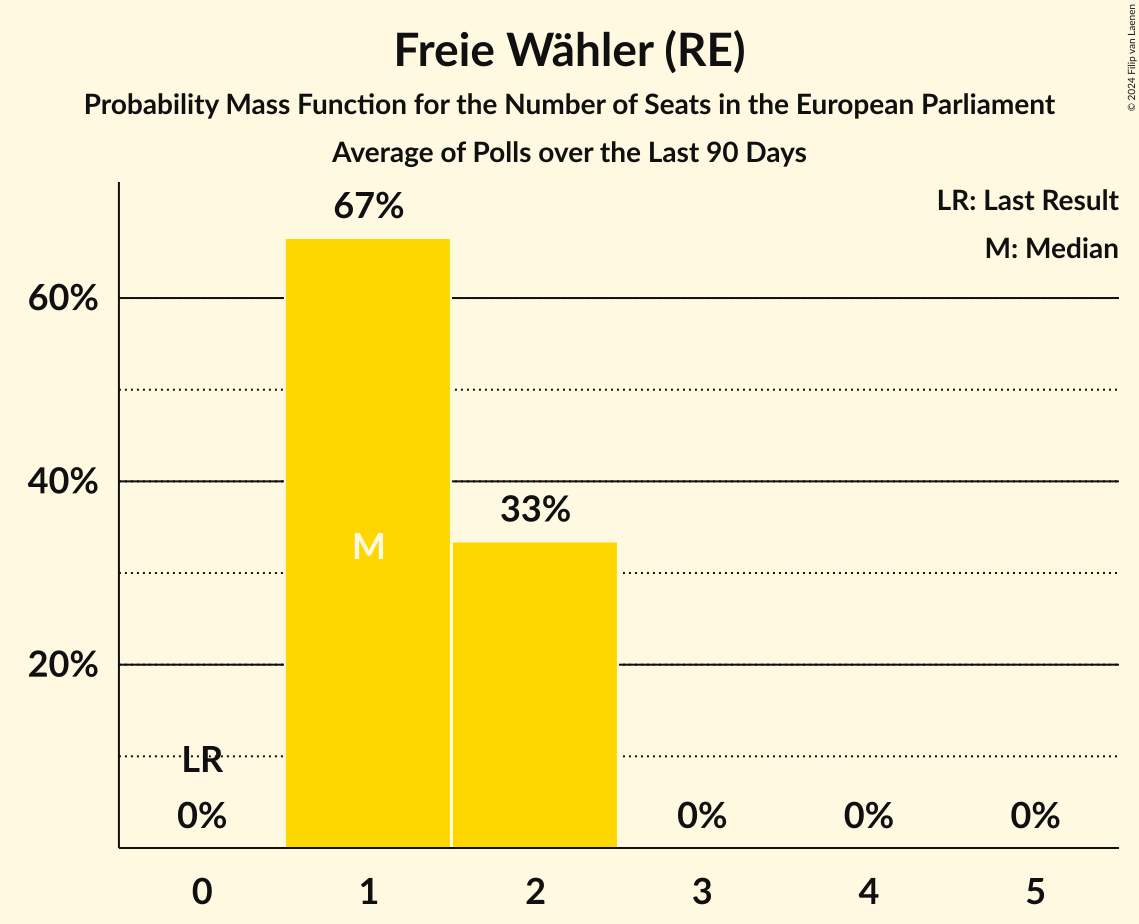 Freie Wähler (RE)
Probability Mass Function for the Number of Seats in the European Parliament
Average of Polls over the Last 90 Days
© 2024 Filip van Laenen
LR: Last Result
M: Median
67%
60%
40%
33%
M
20%
LR
0%
0%
0%
0%
0 1 2 3 4 5